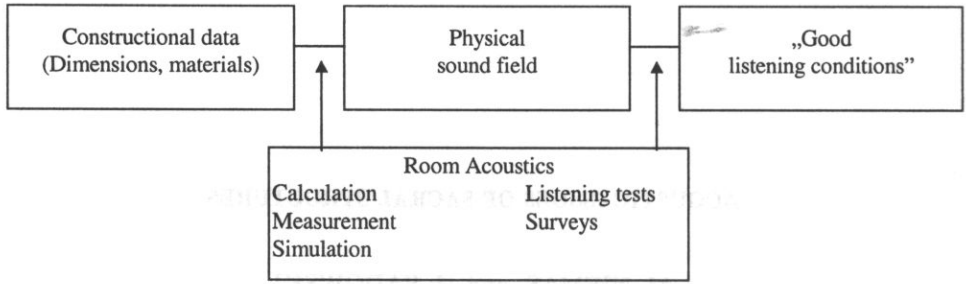 Constructional data
(Dimensions, materials)
Physical
sound field
„Good
listening conditions”
Room Acoustics
Calculation Listening tests
Measurement Surveys
Simulation